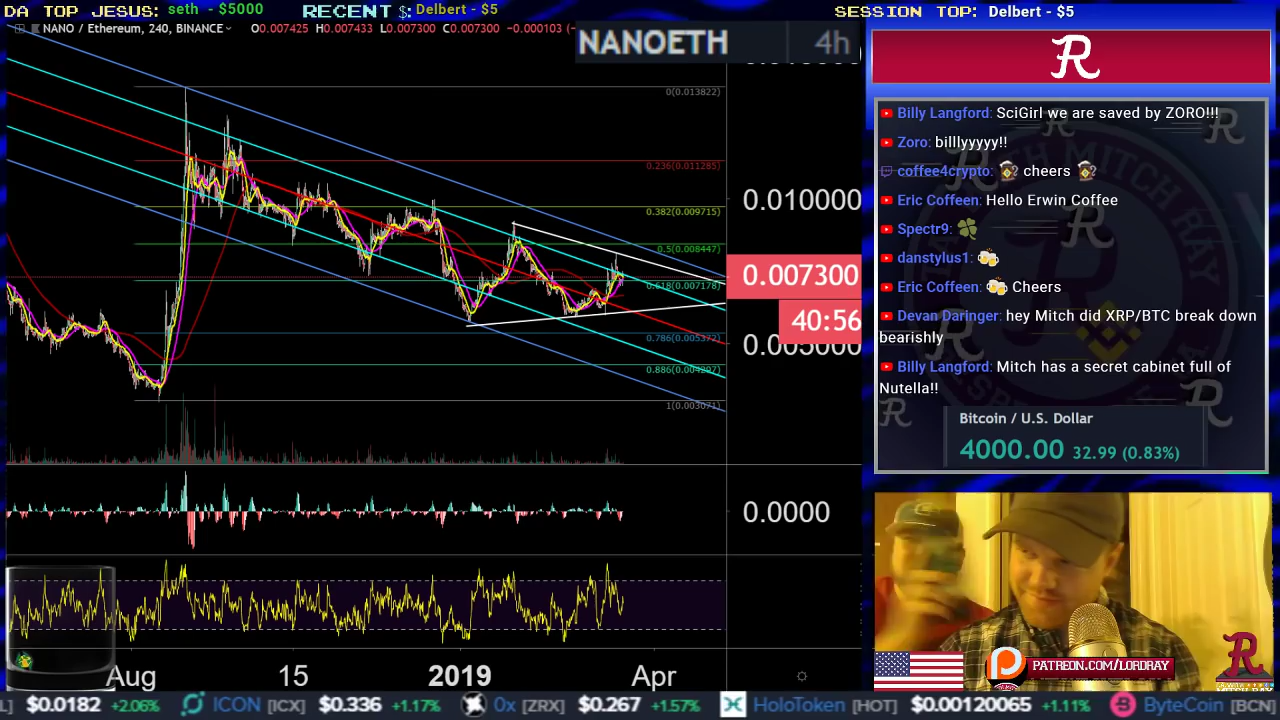 DA TOP JESUS: seth - $5000
RECENT $: Delbert - $5
SESSION TOP: Delbert - $5
NANO / Ethereum, 240, BINANCE
O0.007425 H0.007433 L0.007300 C0.007300 -0.000103
NANOETH 4h
0(0.013822)
0.236(0.011285)
0.382(0.009715)
0.5(0.008447)
0.618(0.007178)
0.786(0.005372)
0.886(0.004297)
1(0.003071)
0.010000
0.007300
40:56
0.005000
0.0000
Aug 15 2019 Apr
R
Billy Langford: SciGirl we are saved by ZORO!!!
Zoro: billlyyyyy!!
coffee4crypto: 🍻 cheers 🍻
Eric Coffeen: Hello Erwin Coffee
Spectr9: 🍀
danstylus1: 🍻
Eric Coffeen: 🍻 Cheers
Devan Daringer: hey Mitch did XRP/BTC break down
bearishly
Billy Langford: Mitch has a secret cabinet full of
Nutella!!
Bitcoin / U.S. Dollar
4000.00 32.99 (0.83%)
PATREON.COM/LORDRAY
R
L] $0.0182 +2.06% ICON [ICX] $0.336 +1.17% 0x [ZRX] $0.267 +1.57% HoloToken [HOT] $0.00120065 +1.11% ByteCoin [BCN]